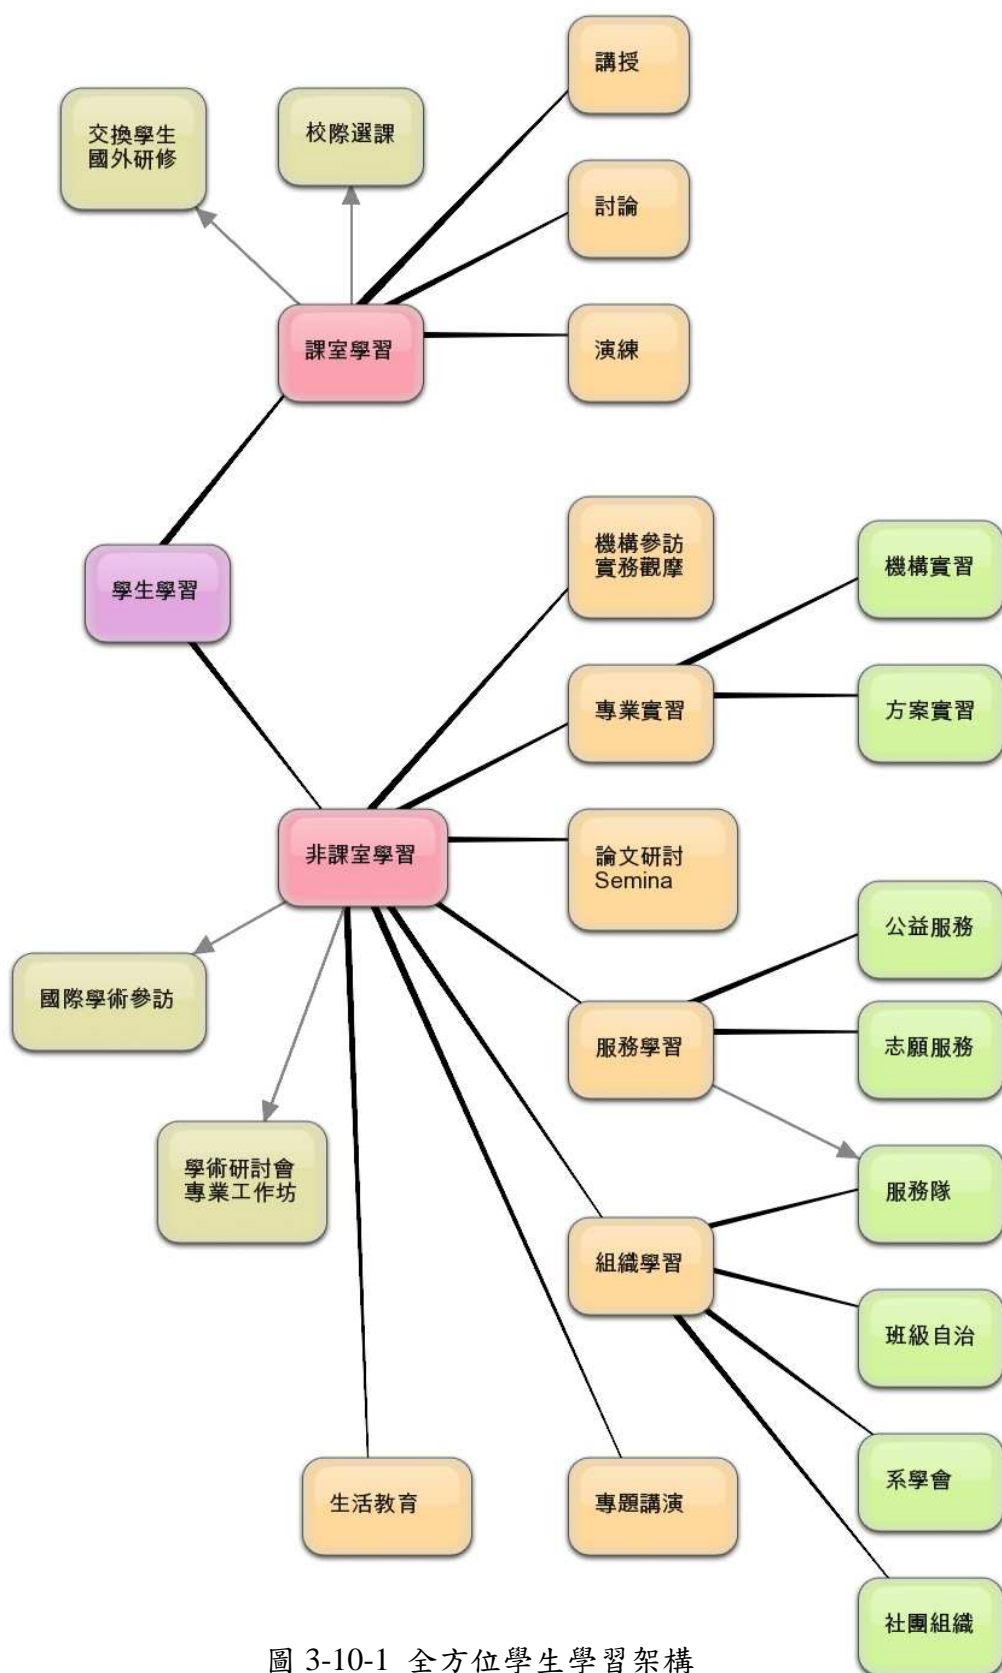 講授
交換學生
國外研修
校際選課
討論
課室學習
演練
機構參訪
實務觀摩
機構實習
學生學習
專業實習
方案實習
非課室學習
論文研討
Semina
公益服務
國際學術參訪
服務學習
志願服務
學術研討會
專業工作坊
服務隊
組織學習
班級自治
系學會
生活教育
專題講演
社團組織
圖 3-10-1 全方位學生學習架構